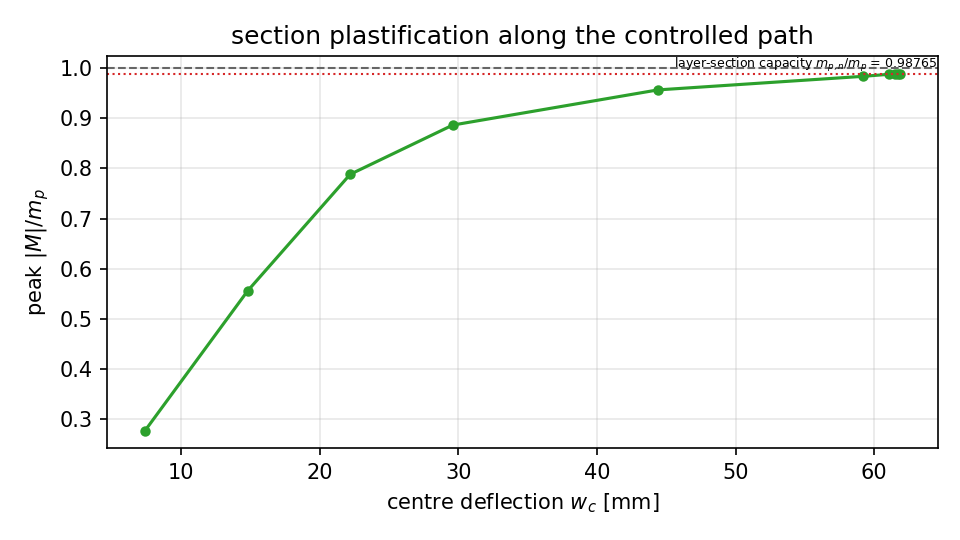 section plastification along the controlled path
layer-section capacity m_{p,n}/m_p = 0.98765
1.0
0.9
0.8
0.7
0.6
0.5
0.4
0.3
peak |M|/m_p
10 20 30 40 50 60
centre deflection w_c [mm]